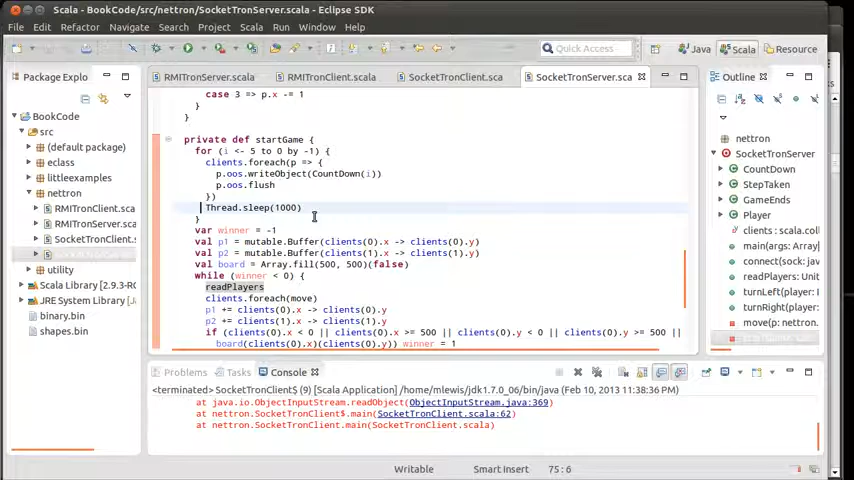 Scala - BookCode/src/nettron/SocketTronServer.scala - Eclipse SDK
File Edit Refactor Navigate Search Project Scala Run Window Help
Quick Access Java Scala Resource
Package Explo
RMITronServer.scala RMITronClient.scala SocketTronClient.sca SocketTronServer.sca
Outline
BookCode
src
(default package)
eclass
littleexamples
nettron
RMITronClient.sca
RMITronServer.sca
SocketTronClient.s
utility
Scala Library [2.9.3-R
JRE System Library [
binary.bin
shapes.bin
case 3 => p.x -= 1
}
}
private def startGame {
for (i <- 5 to 0 by -1) {
clients.foreach(p => {
p.oos.writeObject(CountDown(i))
p.oos.flush
})
Thread.sleep(1000)
}
var winner = -1
val p1 = mutable.Buffer(clients(0).x -> clients(0).y)
val p2 = mutable.Buffer(clients(1).x -> clients(1).y)
val board = Array.fill(500, 500)(false)
while (winner < 0) {
readPlayers
clients.foreach(move)
p1 += clients(0).x -> clients(0).y
p2 += clients(1).x -> clients(1).y
if (clients(0).x < 0 || clients(0).x >= 500 || clients(0).y < 0 || clients(0).y >= 500 ||
board(clients(0).x)(clients(0).y)) winner = 1
nettron
SocketTronServer
CountDown
StepTaken
GameEnds
Player
clients : scala.coll
main(args: Array[
connect(sock: jav
readPlayers: Unit
turnLeft(player:
turnRight(player:
move(p: nettron.
Problems Tasks Console
<terminated> SocketTronClient$ (9) [Scala Application] /home/mlewis/jdk1.7.0_06/bin/java (Feb 10, 2013 11:38:36 PM)
at java.io.ObjectInputStream.readObject(ObjectInputStream.java:369)
at nettron.SocketTronClient$.main(SocketTronClient.scala:62)
at nettron.SocketTronClient.main(SocketTronClient.scala)
Writable Smart Insert 75 : 6